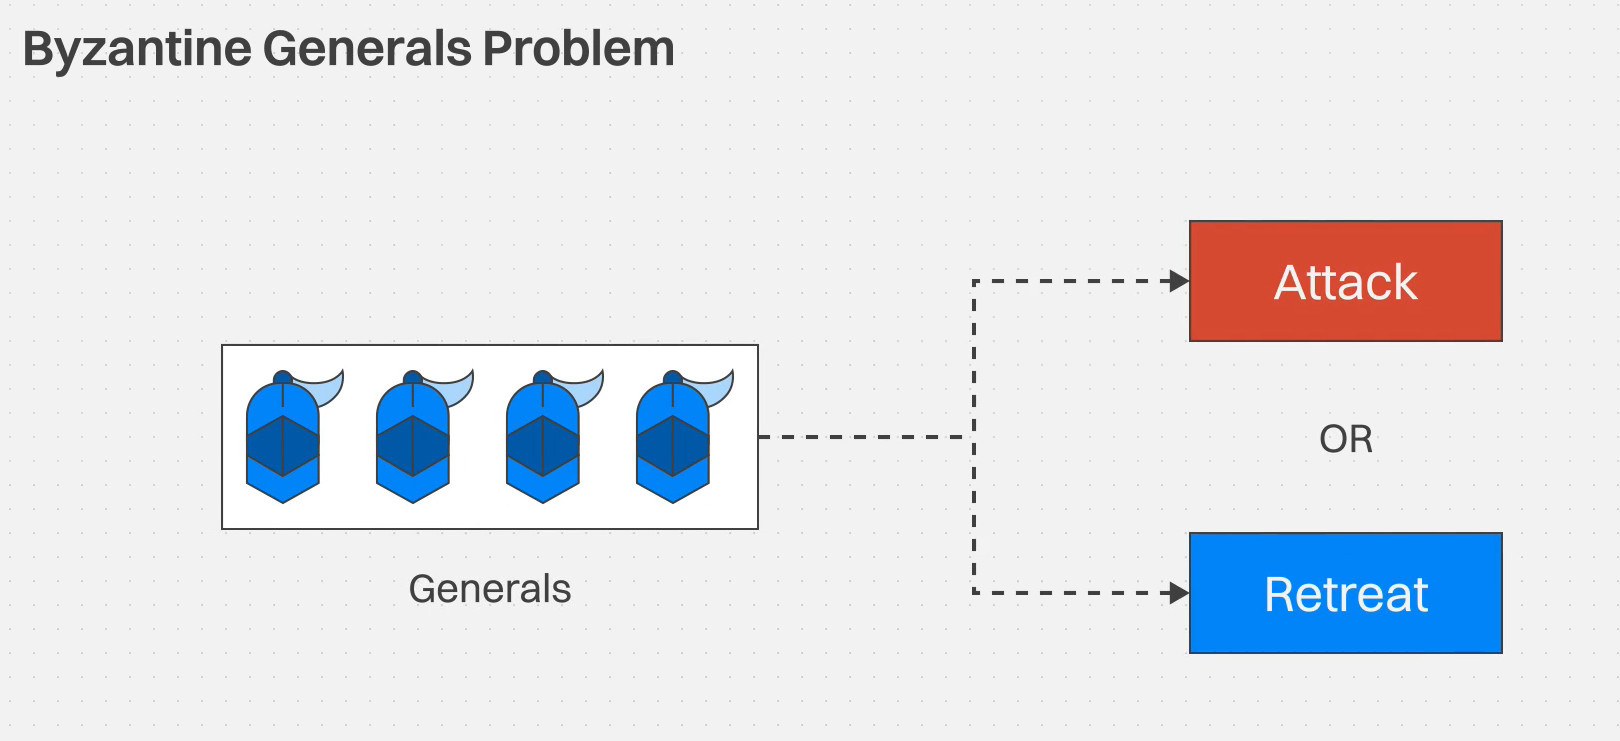 Byzantine Generals Problem
Attack
OR
Generals
Retreat